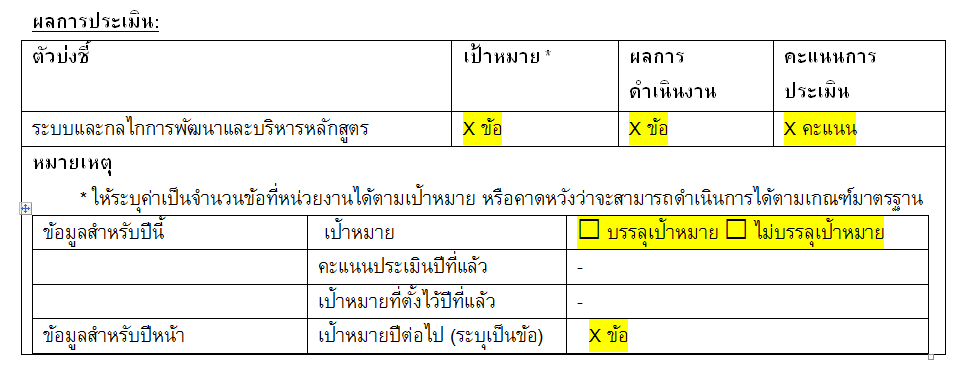 ผลการประเมิน:
ตัวบ่งชี้ เป้าหมาย * ผลการ คะแนนการ
ดำเนินงาน ประเมิน
ระบบและกลไกการพัฒนาและบริหารหลักสูตร X ข้อ X ข้อ X คะแนน
หมายเหตุ
* ให้ระบุค่าเป็นจำนวนข้อที่หน่วยงานได้ตามเป้าหมาย หรือคาดหวังว่าจะสามารถดำเนินการได้ตามเกณฑ์มาตรฐาน
ข้อมูลสำหรับปีนี้ เป้าหมาย ☐ บรรลุเป้าหมาย ☐ ไม่บรรลุเป้าหมาย
คะแนนประเมินปีที่แล้ว -
เป้าหมายที่ตั้งไว้ปีที่แล้ว -
ข้อมูลสำหรับปีหน้า เป้าหมายปีต่อไป (ระบุเป็นข้อ) X ข้อ